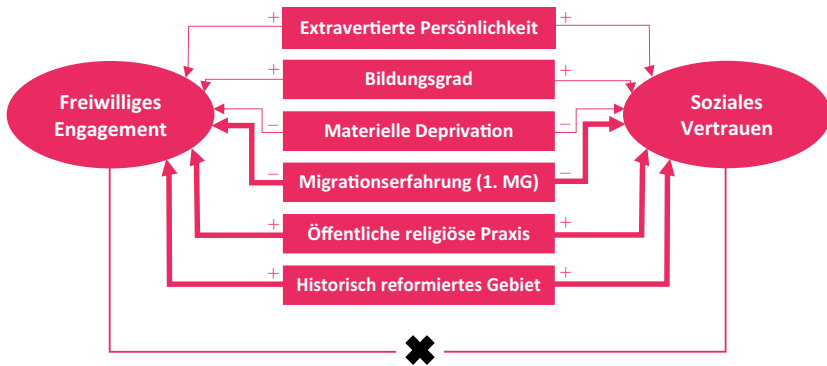 + Extravertierte Persönlichkeit +
+ Bildungsgrad +
Freiwilliges
Engagement
Soziales
Vertrauen
− Materielle Deprivation −
− Migrationserfahrung (1. MG) −
+ Öffentliche religiöse Praxis +
+ Historisch reformiertes Gebiet +